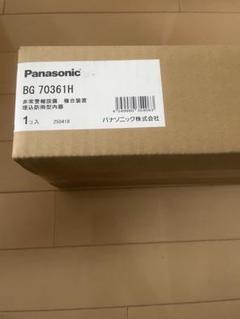 Panasonic
BG 70361H
非常警報設備 複合装置
埋込防雨型内器
1コ入 250418
パナソニック株式会社